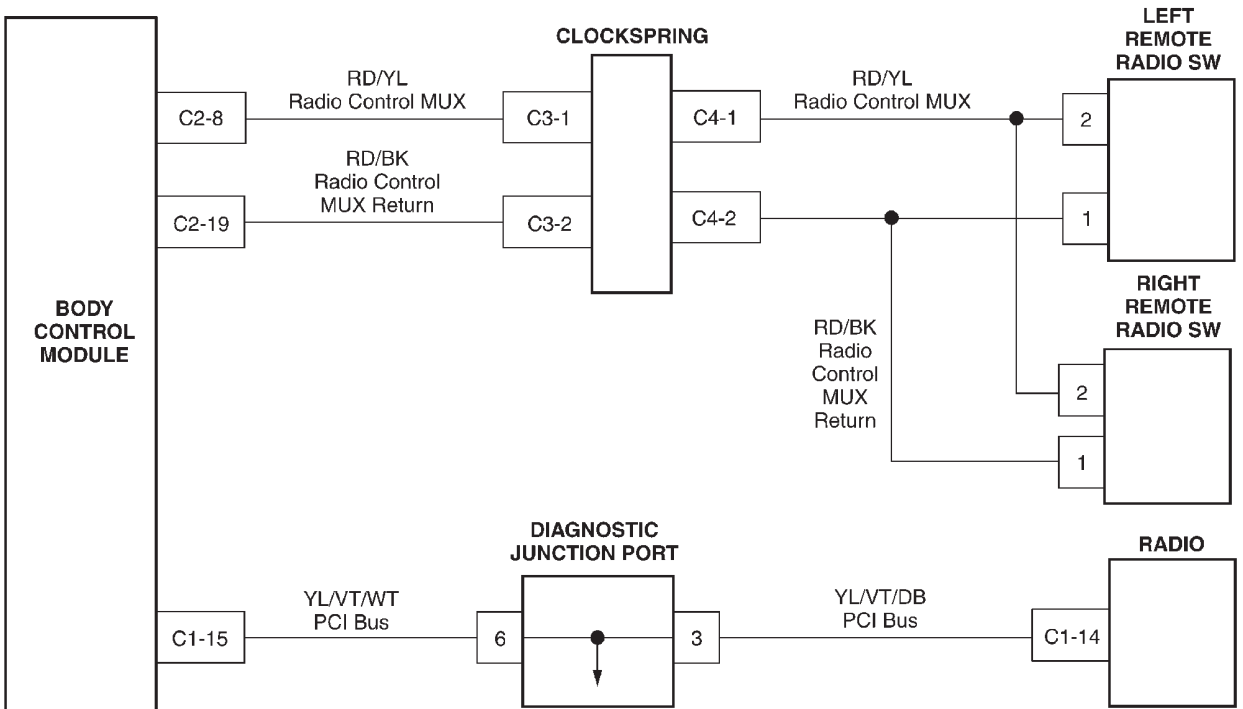 LEFT
REMOTE
RADIO SW
CLOCKSPRING
RD/YL
Radio Control MUX
RD/YL
Radio Control MUX
C2-8
C3-1
C4-1
2
RD/BK
Radio Control
MUX Return
C2-19
C3-2
C4-2
1
BODY
CONTROL
MODULE
RIGHT
REMOTE
RADIO SW
RD/BK
Radio
Control
MUX
Return
2
1
DIAGNOSTIC
JUNCTION PORT
RADIO
YL/VT/WT
PCI Bus
YL/VT/DB
PCI Bus
C1-15
6
3
C1-14